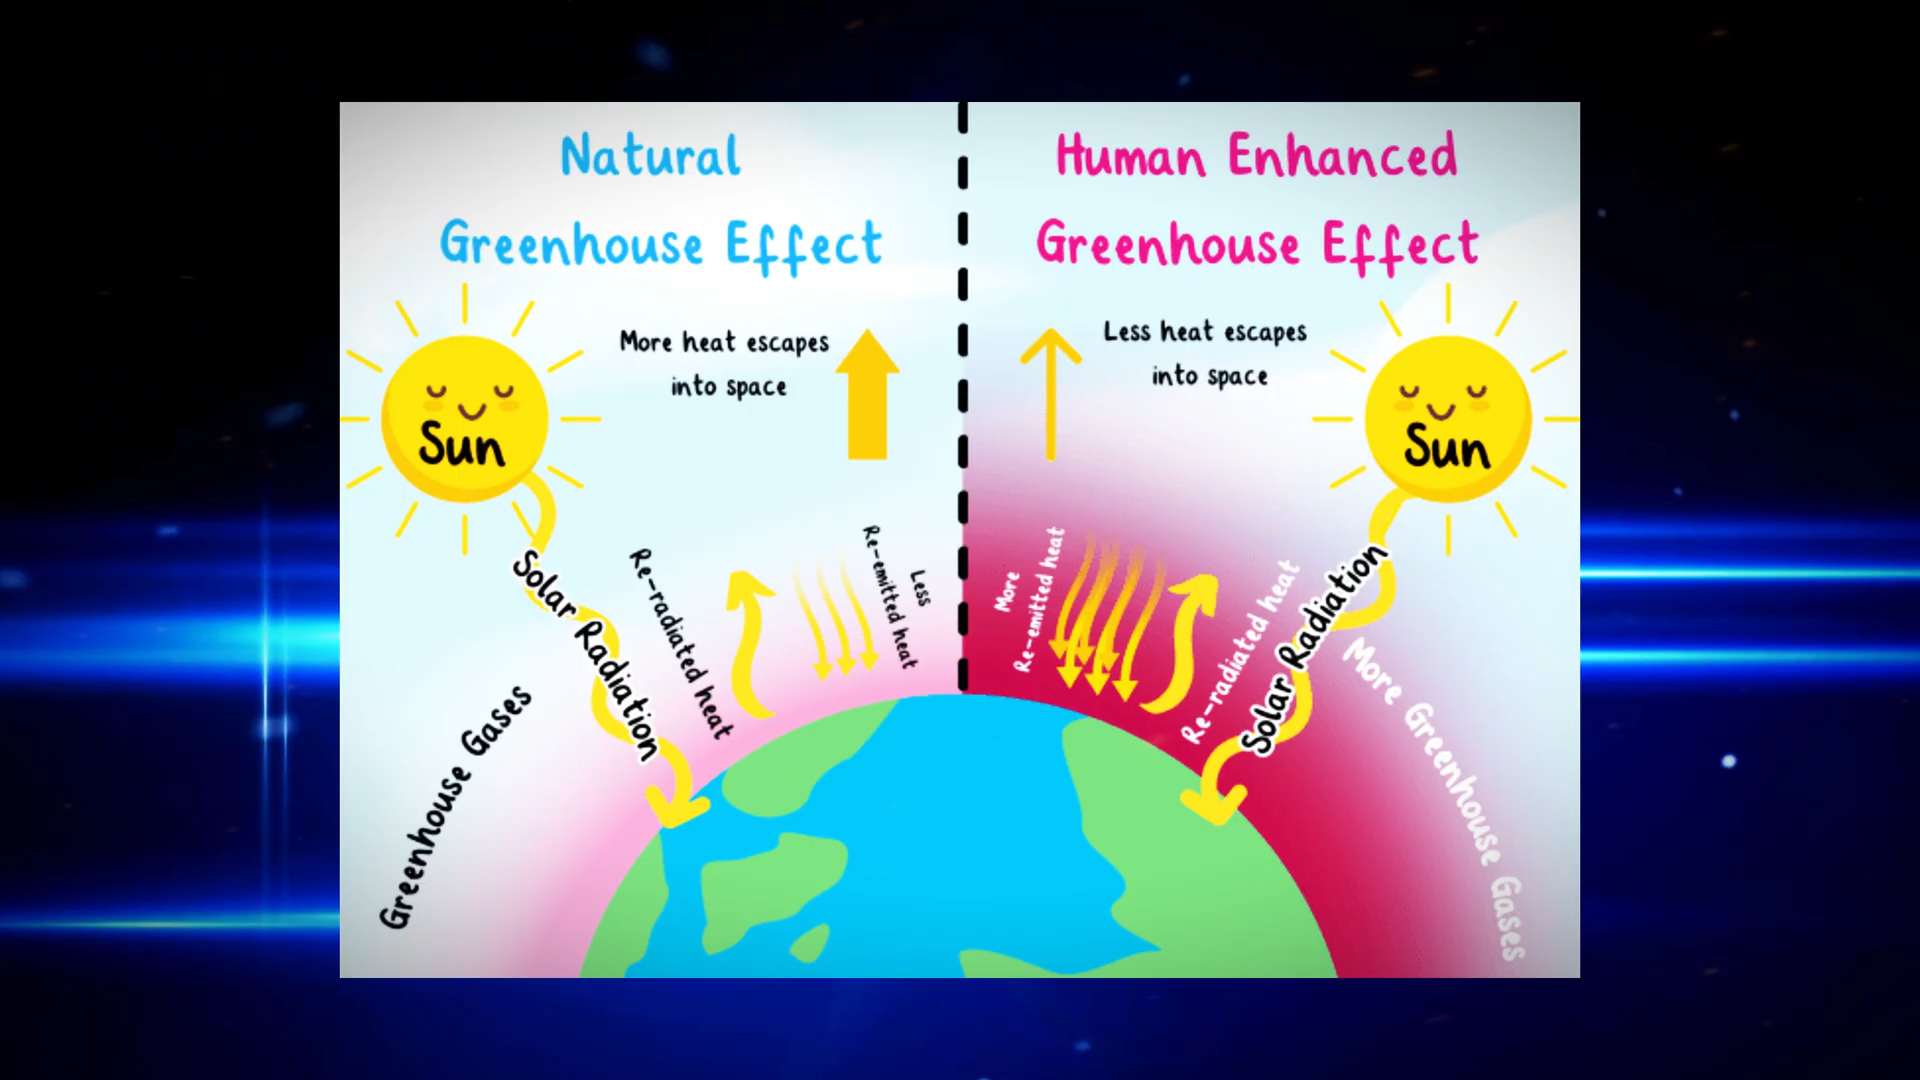 Natural
Greenhouse Effect
More heat escapes
into space
Sun
Solar Radiation
Re-radiated heat
Less
Re-emitted heat
Greenhouse Gases
Human Enhanced
Greenhouse Effect
Less heat escapes
into space
Sun
More
Re-emitted heat
Re-radiated heat
Solar Radiation
More Greenhouse Gases